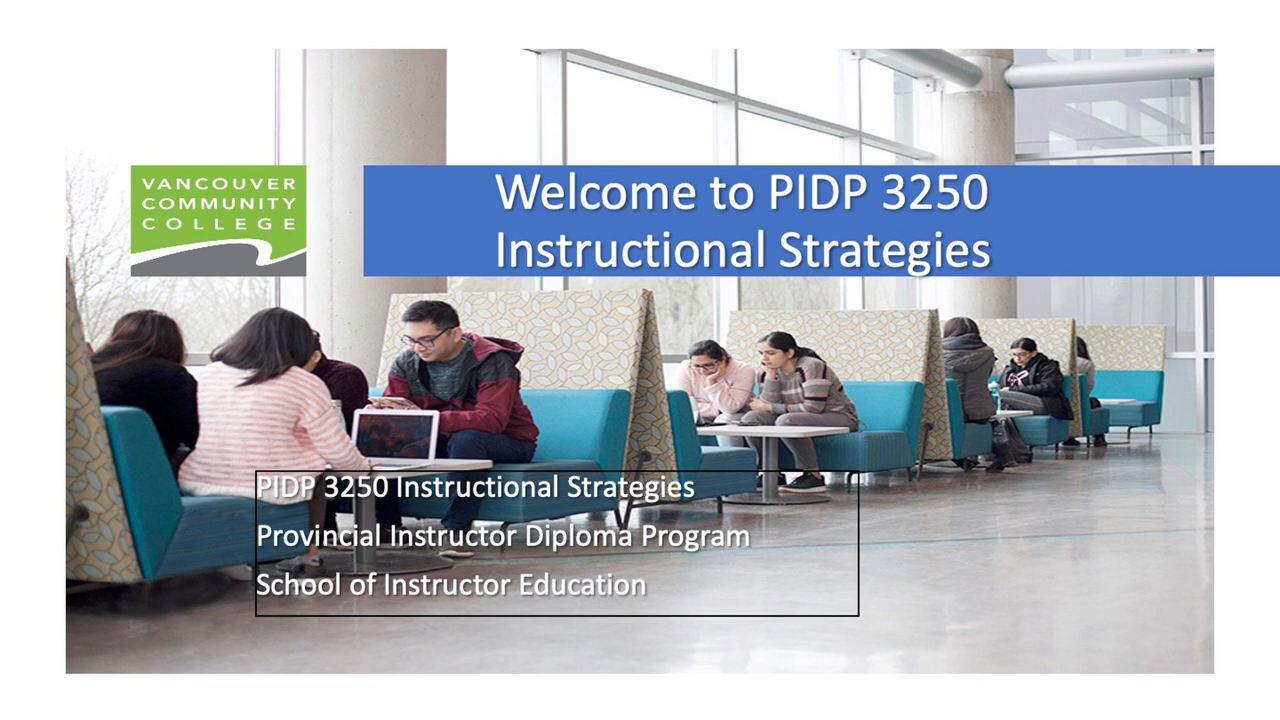 VANCOUVER
COMMUNITY
COLLEGE
Welcome to PIDP 3250
Instructional Strategies
PIDP 3250 Instructional Strategies
Provincial Instructor Diploma Program
School of Instructor Education